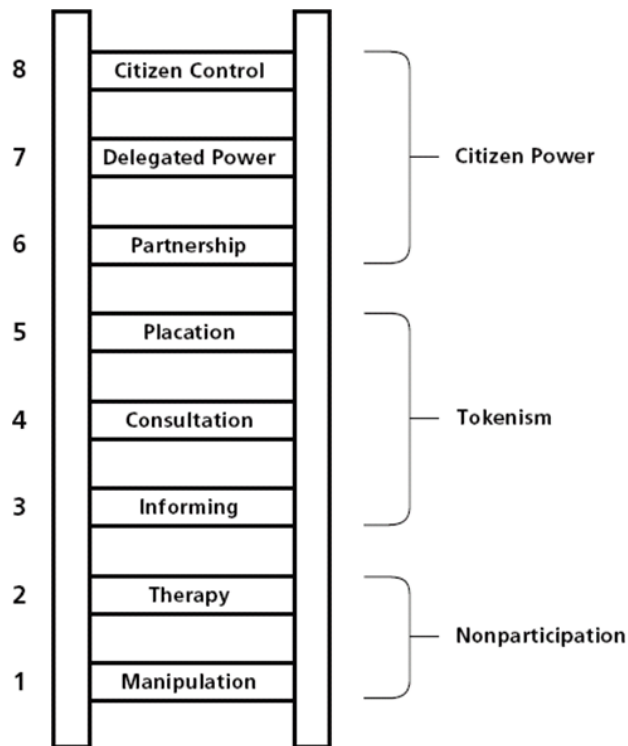 8 Citizen Control
7 Delegated Power
Citizen Power
6 Partnership
5 Placation
4 Consultation
Tokenism
3 Informing
2 Therapy
Nonparticipation
1 Manipulation